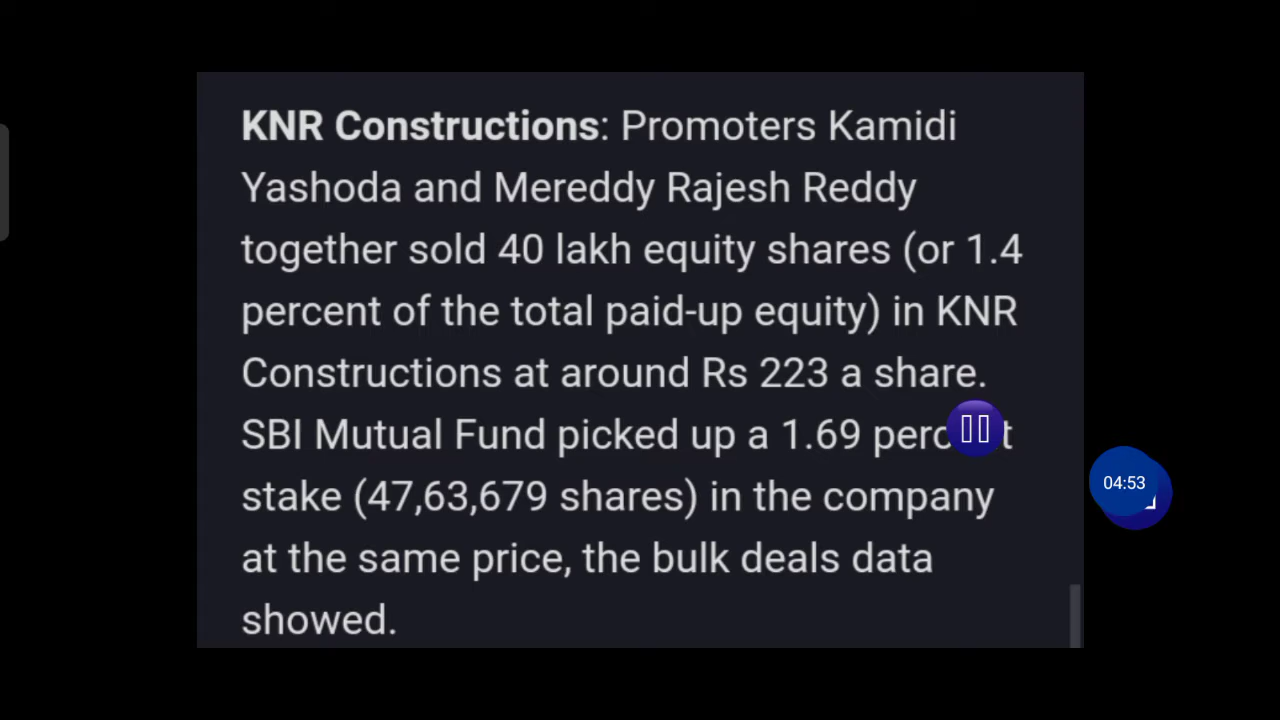 KNR Constructions: Promoters Kamidi
Yashoda and Mereddy Rajesh Reddy
together sold 40 lakh equity shares (or 1.4
percent of the total paid-up equity) in KNR
Constructions at around Rs 223 a share.
SBI Mutual Fund picked up a 1.69 percent
stake (47,63,679 shares) in the company
at the same price, the bulk deals data
showed.
04:53